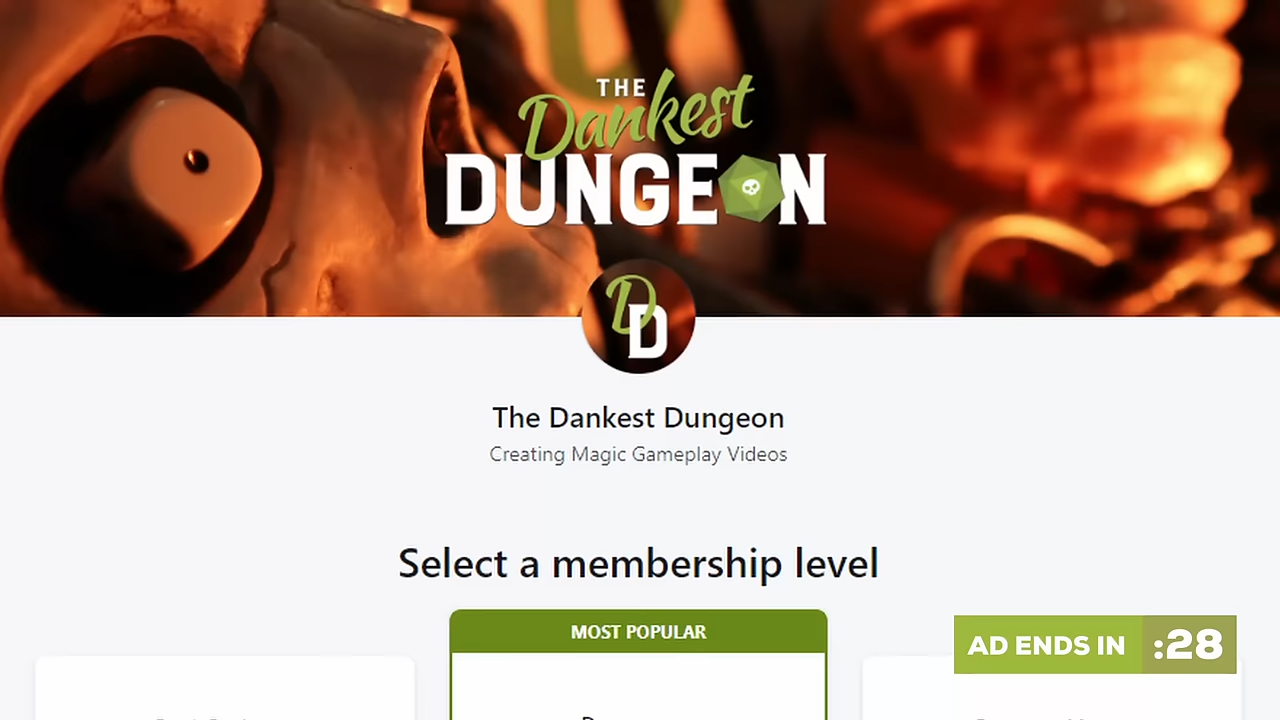 THE
Dankest
DUNGEON
DD
The Dankest Dungeon
Creating Magic Gameplay Videos
Select a membership level
MOST POPULAR
AD ENDS IN :28